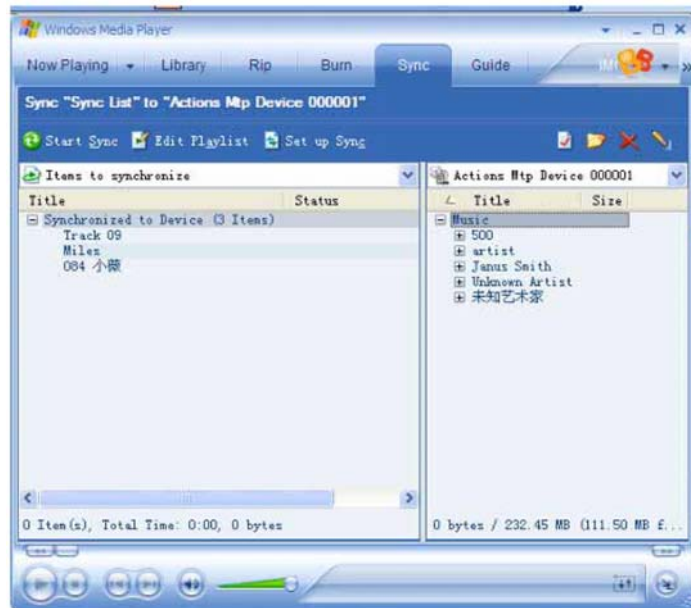 Windows Media Player
Now Playing Library Rip Burn Sync Guide
Sync "Sync List" to "Actions Mtp Device 000001"
Start Sync Edit Playlist Set up Sync
Items to synchronize
Title Status
Synchronized to Device (3 Items)
Track 09
Miles
084 小薇
0 Item(s), Total Time: 0:00, 0 bytes
Actions Mtp Device 000001
Title Size
Music
500
artist
Janus Smith
Unknown Artist
未知艺术家
0 bytes / 232.45 MB (111.50 MB f...